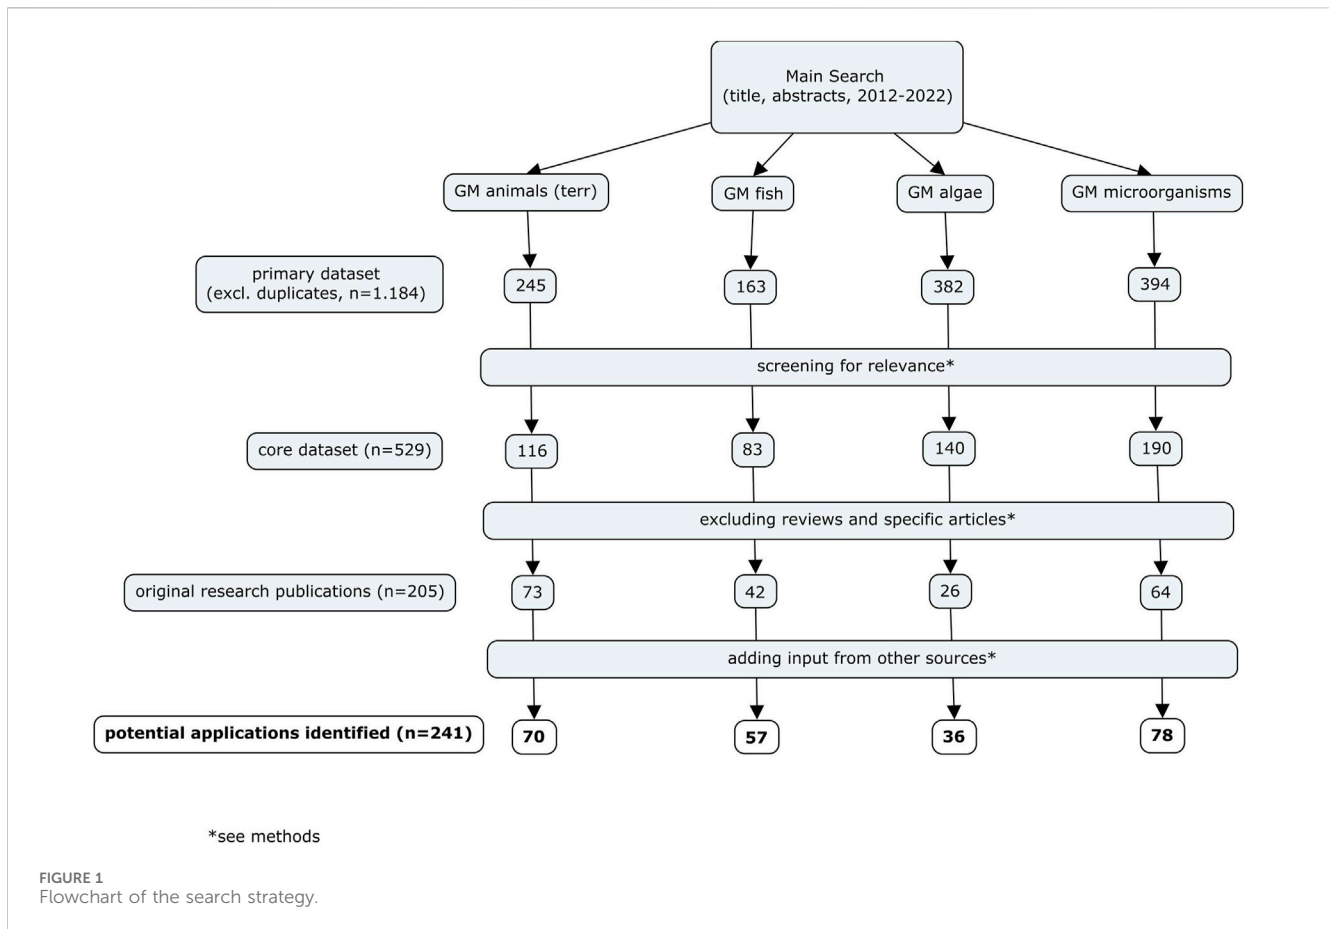 Main Search
(title, abstracts, 2012-2022)
GM animals (terr)
GM fish
GM algae
GM microorganisms
primary dataset
(excl. duplicates, n=1.184)
245
163
382
394
screening for relevance*
core dataset (n=529)
116
83
140
190
excluding reviews and specific articles*
original research publications (n=205)
73
42
26
64
adding input from other sources*
potential applications identified (n=241)
70
57
36
78
*see methods
FIGURE 1
Flowchart of the search strategy.